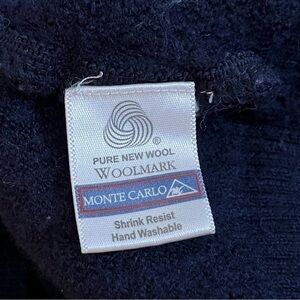 ®
PURE NEW WOOL
WOOLMARK
MONTE CARLO
Shrink Resist
Hand Washable